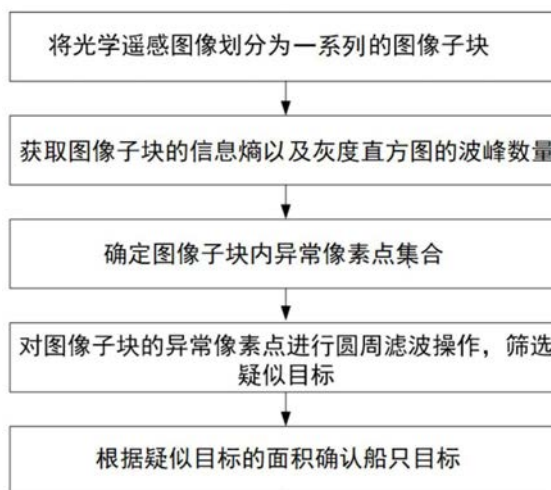 将光学遥感图像划分为一系列的图像子块
获取图像子块的信息熵以及灰度直方图的波峰数量
确定图像子块内异常像素点集合
对图像子块的异常像素点进行圆周滤波操作，筛选
疑似目标
根据疑似目标的面积确认船只目标